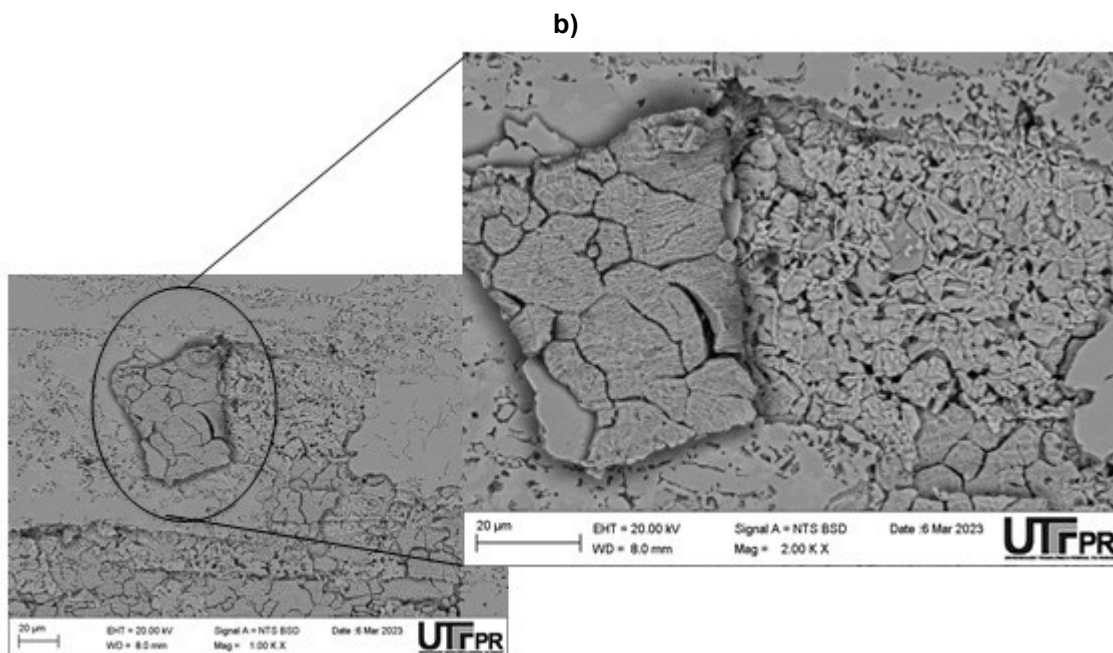 b)
20 µm
EHT = 20.00 kV
Signal A = NTS BSD
Date :6 Mar 2023
WD = 8.0 mm
Mag = 2.00 K X
UTFPR
20 µm
EHT = 20.00 kV
Signal A = NTS BSD
Date :6 Mar 2023
WD = 8.0 mm
Mag = 1.00 K X
UTFPR